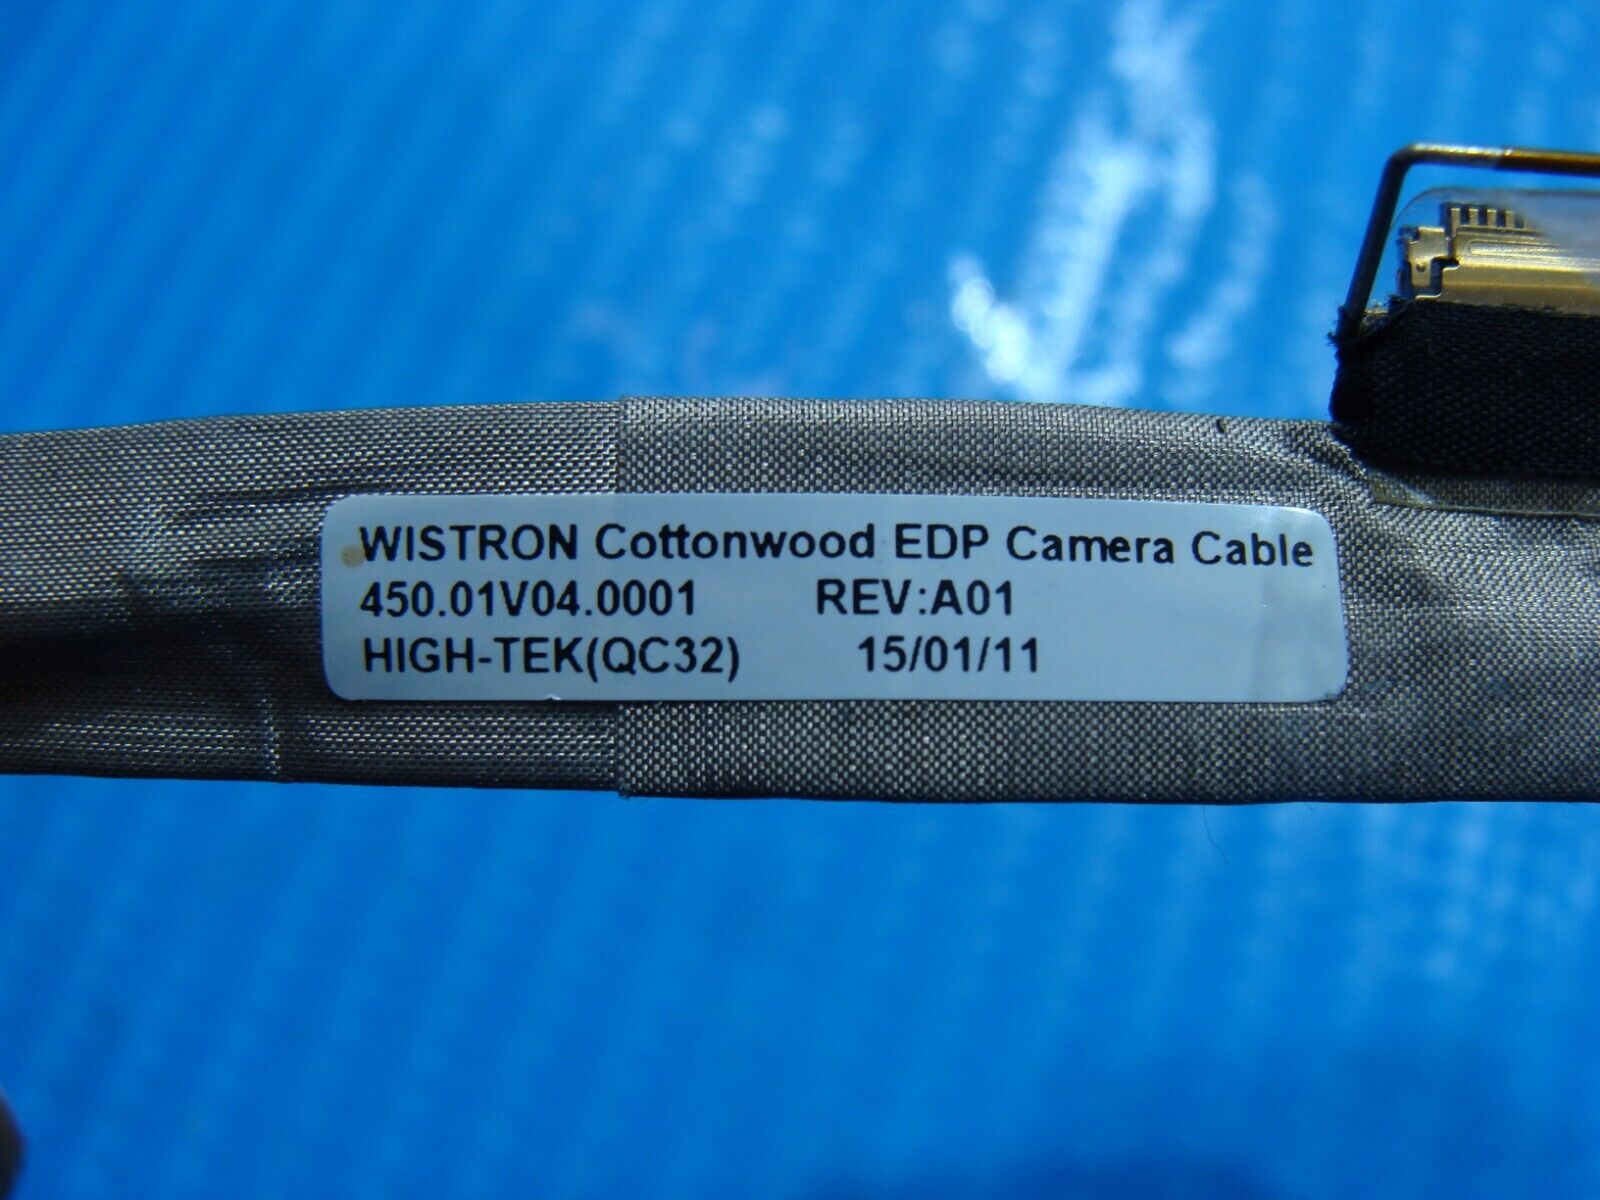 WISTRON Cottonwood EDP Camera Cable
450.01V04.0001 REV:A01
HIGH-TEK(QC32) 15/01/11